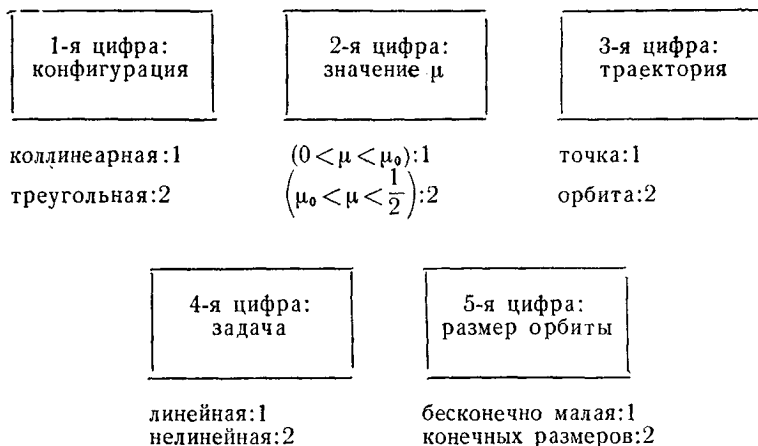 1-я цифра:
конфигурация
2-я цифра:
значение μ
3-я цифра:
траектория
коллинеарная:1
(0<μ<μ₀):1
точка:1
треугольная:2
(μ₀<μ<1/2):2
орбита:2
4-я цифра:
задача
5-я цифра:
размер орбиты
линейная:1
бесконечно малая:1
нелинейная:2
конечных размеров:2